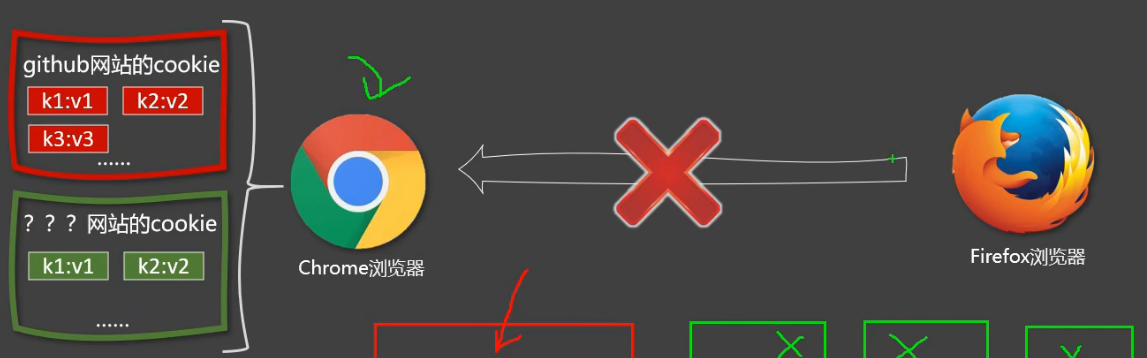 github网站的cookie
k1:v1 k2:v2
k3:v3
......
？？？网站的cookie
k1:v1 k2:v2
......
Chrome浏览器
Firefox浏览器